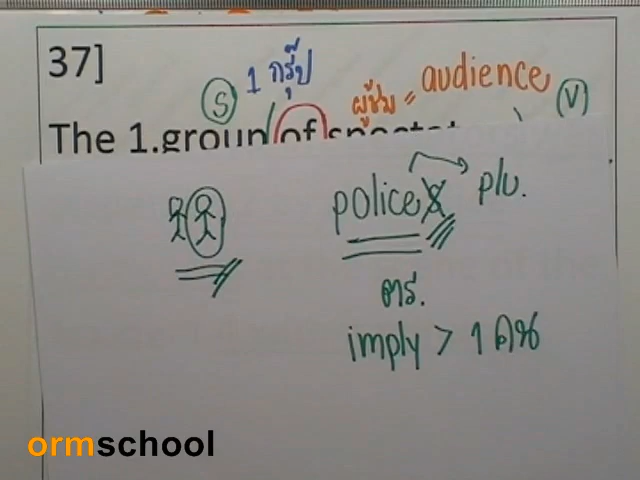 37]
S 1 กรุ๊ป ผู้ชม = audience V
The 1.group of
policex plu.
ตร.
imply > 1 คน
ormschool